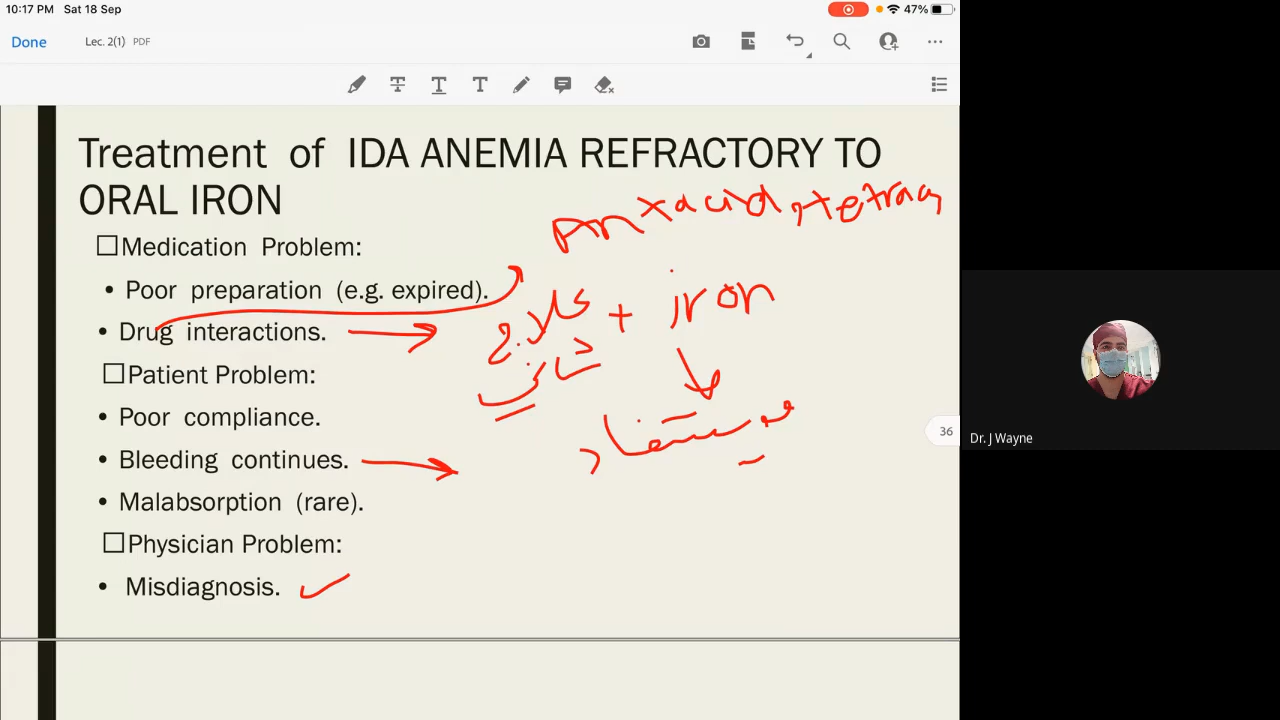 10:17 PM Sat 18 Sep
47%
Done
Lec. 2(1) PDF
Treatment of IDA ANEMIA REFRACTORY TO
ORAL IRON
Anxacid, tetrac
☐Medication Problem:
• Poor preparation (e.g. expired).
+ iron
• Drug interactions.
☐Patient Problem:
• Poor compliance.
• Bleeding continues.
• Malabsorption (rare).
☐Physician Problem:
• Misdiagnosis.
36
Dr. J Wayne